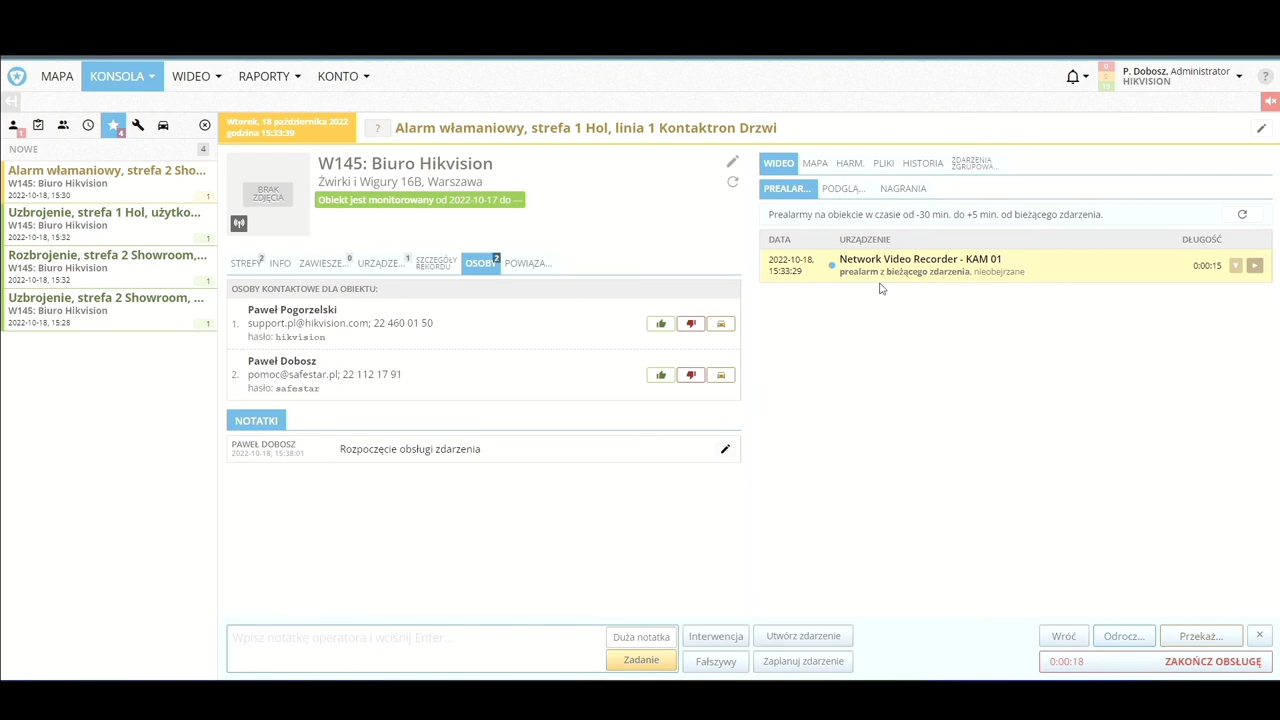 MAPA
KONSOLA
WIDEO
RAPORTY
KONTO
P. Dobosz, Administrator
HIKVISION
?
1
4
Wtorek, 18 października 2022
godzina 15:33:39
?
Alarm włamaniowy, strefa 1 Hol, linia 1 Kontaktron Drzwi
NOWE
4
Alarm włamaniowy, strefa 2 Sho...
W145: Biuro Hikvision
2022-10-18, 15:30
1
Uzbrojenie, strefa 1 Hol, użytko...
W145: Biuro Hikvision
2022-10-18, 15:32
1
Rozbrojenie, strefa 2 Showroom,...
W145: Biuro Hikvision
2022-10-18, 15:32
1
Uzbrojenie, strefa 2 Showroom, ...
W145: Biuro Hikvision
2022-10-18, 15:28
1
BRAK
ZDJĘCIA
W145: Biuro Hikvision
Żwirki i Wigury 16B, Warszawa
Obiekt jest monitorowany od 2022-10-17 do ---
STREFY 2
INFO
ZAWIESZE... 0
URZĄDZE... 1
SZCZEGÓŁY
REKORDU
OSOBY 2
POWIĄZA...
OSOBY KONTAKTOWE DLA OBIEKTU:
Paweł Pogorzelski
1. support.pl@hikvision.com; 22 460 01 50
hasło: hikvision
Paweł Dobosz
2. pomoc@safestar.pl; 22 112 17 91
hasło: safestar
NOTATKI
PAWEŁ DOBOSZ
2022-10-18, 15:38:01
Rozpoczęcie obsługi zdarzenia
WIDEO
MAPA
HARM.
PLIKI
HISTORIA
ZDARZENIA
ZGRUPOWA...
PREALAR...
PODGLĄ...
NAGRANIA
Prealarmy na obiekcie w czasie od -30 min. do +5 min. od bieżącego zdarzenia.
DATA
URZĄDZENIE
DŁUGOŚĆ
2022-10-18,
15:33:29
Network Video Recorder - KAM 01
prealarm z bieżącego zdarzenia, nieobejrzane
0:00:15
Wpisz notatkę operatora i wciśnij Enter...
Duża notatka
Zadanie
Interwencja
Fałszywy
Utwórz zdarzenie
Zaplanuj zdarzenie
Wróć
Odrocz...
Przekaż...
0:00:18
ZAKOŃCZ OBSŁUGĘ